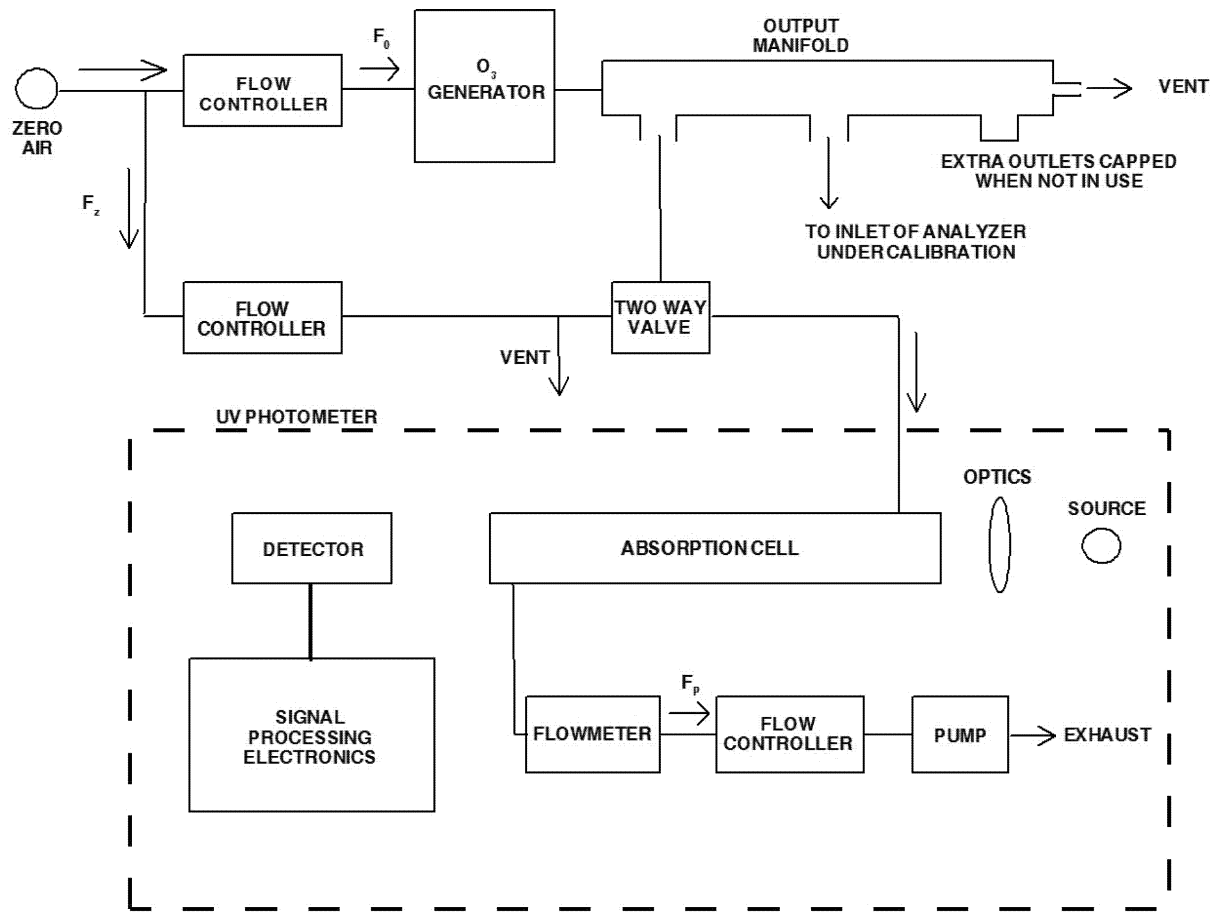 OUTPUT
MANIFOLD
F0
FLOW
CONTROLLER
O3
GENERATOR
VENT
ZERO
AIR
EXTRA OUTLETS CAPPED
WHEN NOT IN USE
Fz
TO INLET OF ANALYZER
UNDER CALIBRATION
FLOW
CONTROLLER
TWO WAY
VALVE
VENT
UV PHOTOMETER
OPTICS
SOURCE
DETECTOR
ABSORPTION CELL
Fp
SIGNAL
PROCESSING
ELECTRONICS
FLOWMETER
FLOW
CONTROLLER
PUMP
EXHAUST